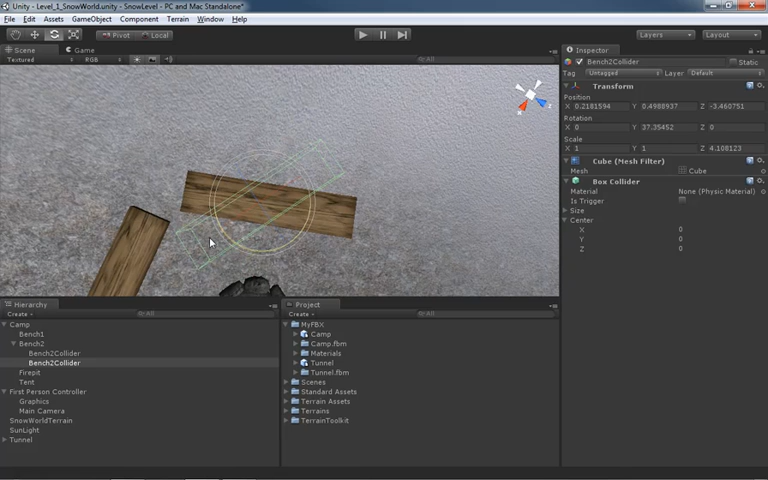 Unity - Level_1_SnowWorld.unity - SnowLevel - PC and Mac Standalone*
File Edit Assets GameObject Component Terrain Window Help
Pivot Local Layers Layout
Scene Game
Textured RGB All
Inspector
Bench2Collider Static
Tag Untagged Layer Default
Transform
Position
X 0.2181594 Y 0.4988937 Z -3.460751
Rotation
X 0 Y 37.35452 Z 0
Scale
X 1 Y 1 Z 4.108123
Cube (Mesh Filter)
Mesh Cube
Box Collider
Material None (Physic Material)
Is Trigger
Size
Center
X 0
Y 0
Z 0
x z
Hierarchy
Create All
Camp
Bench1
Bench2
Bench2Collider
Bench2Collider
Firepit
Tent
First Person Controller
Graphics
Main Camera
SnowWorldTerrain
SunLight
Tunnel
Project
Create All
MyFBX
Camp
Camp.fbm
Materials
Tunnel
Tunnel.fbm
Scenes
Standard Assets
Terrain Assets
Terrains
TerrainToolkit